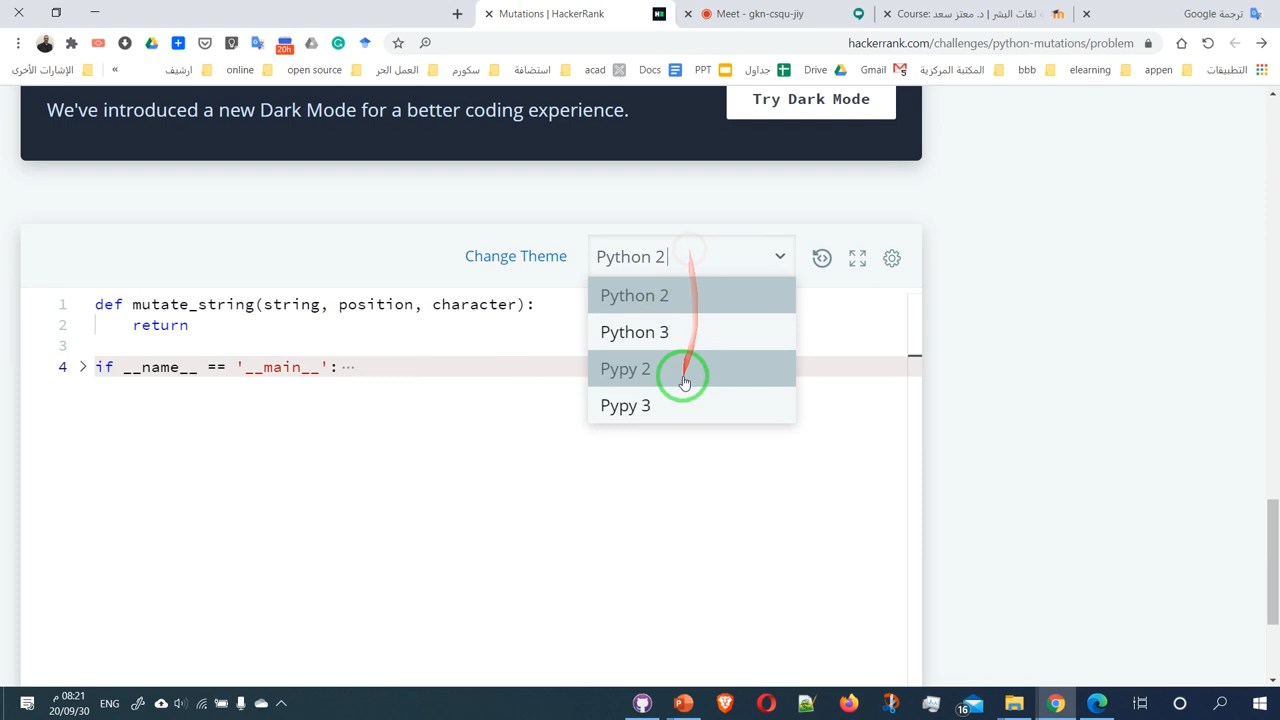 Mutations | HackerRank
Meet - gkn-csqu-jiy
Course: لغات البشر | د. معتز سعد
ترجمة Google
20h
hackerrank.com/challenges/python-mutations/problem
الإشارات الأخرى
»
ارشيف
online
open source
العمل الحر
سكورم
استضافة
acad
Docs
PPT
جداول
Drive
Gmail
المكتبة المركزية
bbb
elearning
appen
التطبيقات
We've introduced a new Dark Mode for a better coding experience.
Try Dark Mode
Change Theme
Python 2
Python 2
Python 3
Pypy 2
Pypy 3
1 def mutate_string(string, position, character):
2 return
3
4 if __name__ == '__main__':
08:21 م
20/09/30
ENG
16